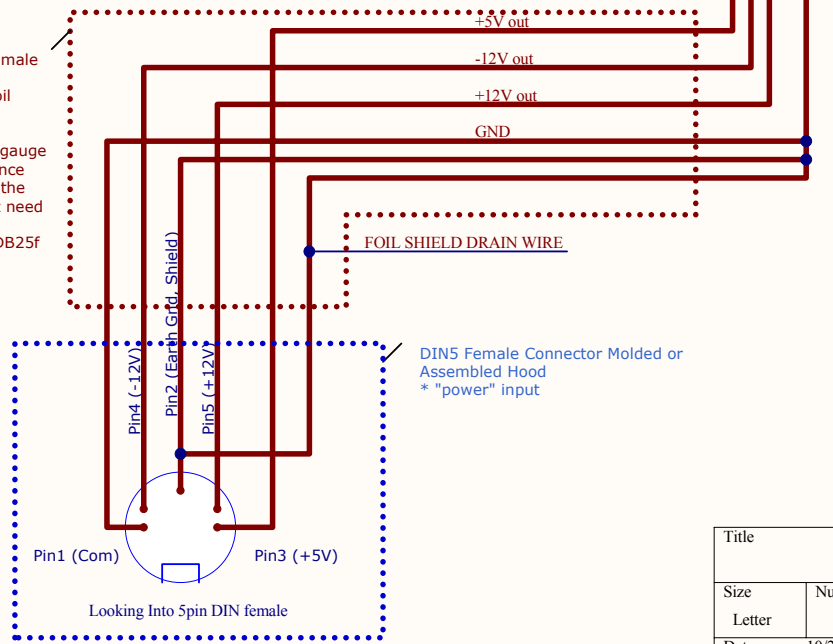 +5V out
male
-12V out
+12V out
GND
gauge
the
need
DB25f
FOIL SHIELD DRAIN WIRE
Pin4 (-12V)
Pin2 (Earth Gnd, Shield)
Pin5 (+12V)
DIN5 Female Connector Molded or
Assembled Hood
* "power" input
Pin1 (Com)
Pin3 (+5V)
Looking Into 5pin DIN female
Title
Size
Letter